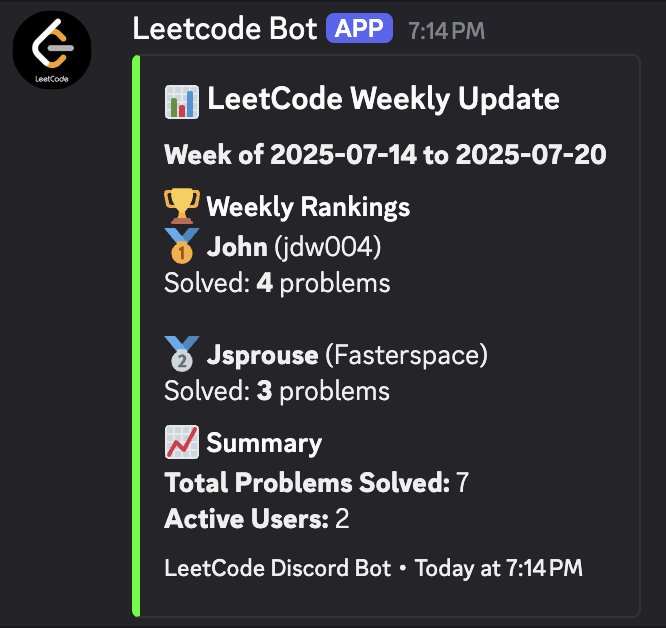 Leetcode Bot APP 7:14 PM
LeetCode
📊 LeetCode Weekly Update
Week of 2025-07-14 to 2025-07-20
🏆 Weekly Rankings
🥇 John (jdw004)
Solved: 4 problems
🥈 Jsprouse (Fasterspace)
Solved: 3 problems
📈 Summary
Total Problems Solved: 7
Active Users: 2
LeetCode Discord Bot • Today at 7:14 PM